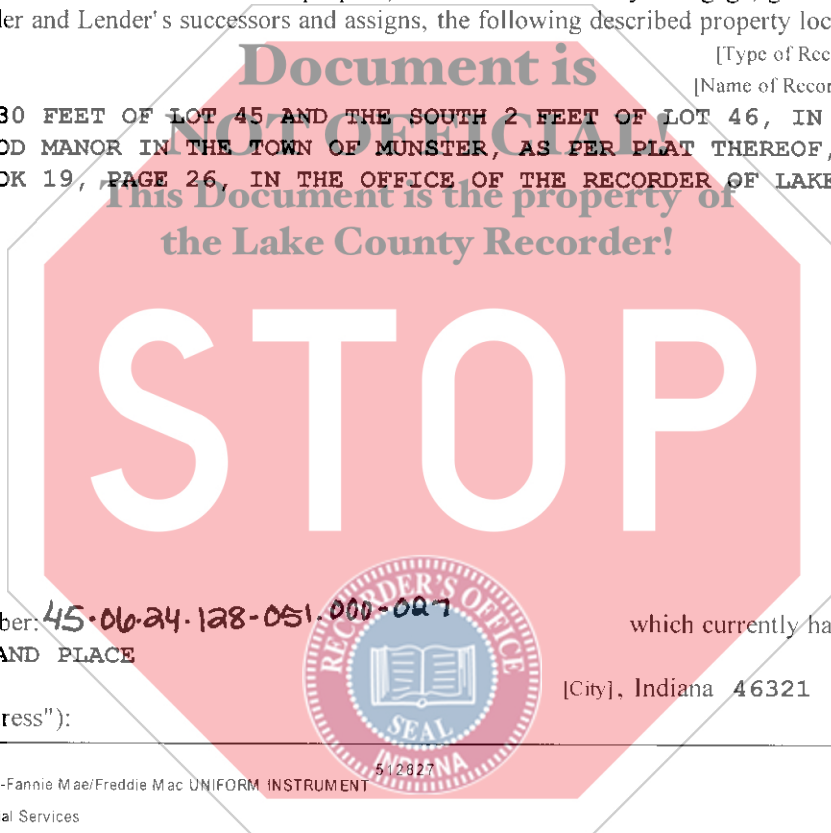 der and Lender's successors and assigns, the following described property loc
[Type of Rec
Document is
[Name of Recor
30 FEET OF LOT 45 AND THE SOUTH 2 FEET OF LOT 46, IN
NOT OFFICIAL!
OD MANOR IN THE TOWN OF MUNSTER, AS PER PLAT THEREOF,
OK 19, PAGE 26, IN THE OFFICE OF THE RECORDER OF LAKE
This Document is the property of
the Lake County Recorder!
STOP
ber: 45-06-24-128-051.000-027 which currently ha
AND PLACE
[City], Indiana 46321
ress"):
RECORDER'S OFFICE
SEAL
INDIANA
512827
-Fannie Mae/Freddie Mac UNIFORM INSTRUMENT
al Services